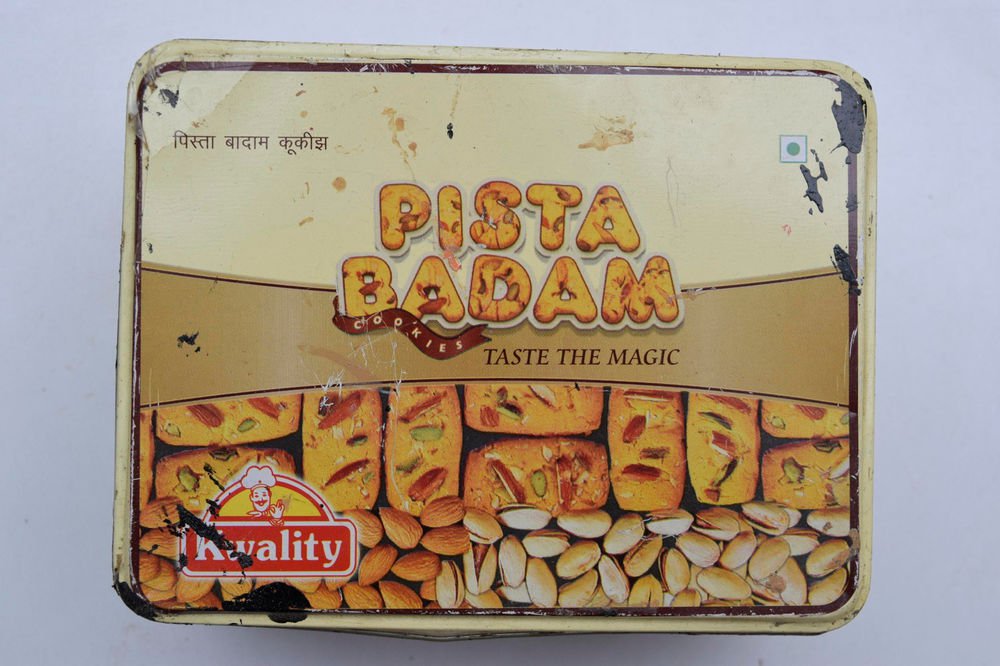 पिस्ता बादाम कूकीझ
PISTA
BADAM
COOKIES
TASTE THE MAGIC
Kwality